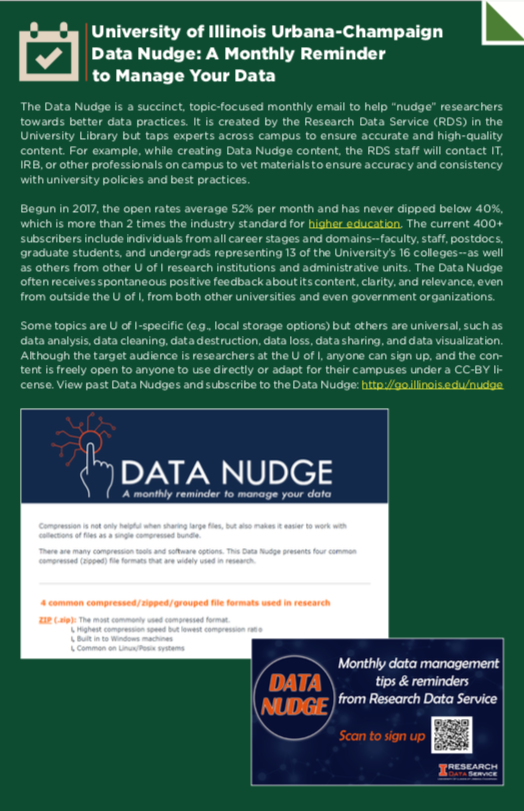 University of Illinois Urbana-Champaign
Data Nudge: A Monthly Reminder
to Manage Your Data
The Data Nudge is a succinct, topic-focused monthly email to help “nudge” researchers
towards better data practices. It is created by the Research Data Service (RDS) in the
University Library but taps experts across campus to ensure accurate and high-quality
content. For example, while creating Data Nudge content, the RDS staff will contact IT,
IRB, or other professionals on campus to vet materials to ensure accuracy and consistency
with university policies and best practices.
Begun in 2017, the open rates average 52% per month and has never dipped below 40%,
which is more than 2 times the industry standard for higher education. The current 400+
subscribers include individuals from all career stages and domains--faculty, staff, postdocs,
graduate students, and undergrads representing 13 of the University’s 16 colleges--as well
as others from other U of I research institutions and administrative units. The Data Nudge
often receives spontaneous positive feedback about its content, clarity, and relevance, even
from outside the U of I, from both other universities and even government organizations.
Some topics are U of I-specific (e.g., local storage options) but others are universal, such as
data analysis, data cleaning, data destruction, data loss, data sharing, and data visualization.
Although the target audience is researchers at the U of I, anyone can sign up, and the con-
tent is freely open to anyone to use directly or adapt for their campuses under a CC-BY li-
cense. View past Data Nudges and subscribe to the Data Nudge: http://go.illinois.edu/nudge
DATA NUDGE
A monthly reminder to manage your data
Compression is not only helpful when sharing large files, but also makes it easier to work with
collections of files as a single compressed bundle.
There are many compression tools and software options. This Data Nudge presents four common
compressed (zipped) file formats that are widely used in research.
4 common compressed/zipped/grouped file formats used in research
ZIP (.zip): The most commonly used compressed format.
Highest compression speed but lowest compression ratio
Built in to Windows machines
Common on Linux/Posix systems
DATA
NUDGE
Monthly data management
tips & reminders
from Research Data Service
Scan to sign up
I RESEARCH
DATA SERVICE